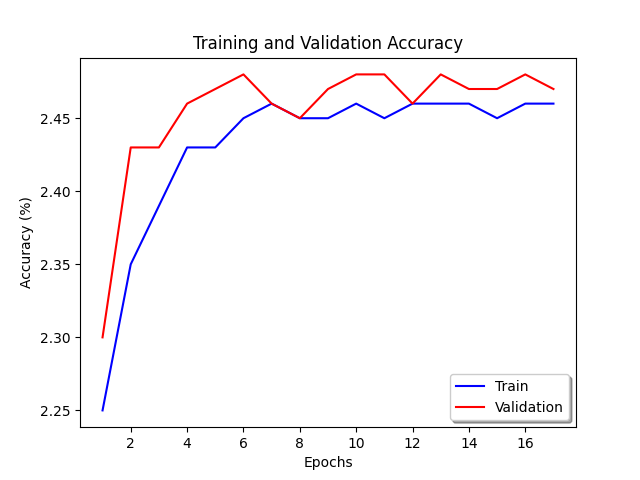 Training and Validation Accuracy
Accuracy (%)
2.45
2.40
2.35
2.30
2.25
Train
Validation
2 4 6 8 10 12 14 16
Epochs